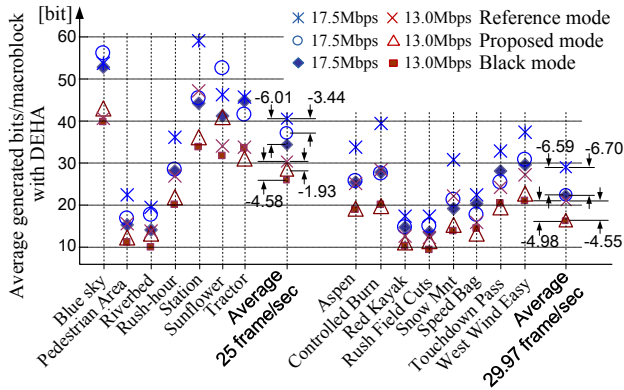 [bit]
17.5Mbps 13.0Mbps Reference mode
17.5Mbps 13.0Mbps Proposed mode
17.5Mbps 13.0Mbps Black mode
Average generated bits/macroblock
with DEHA
60
50
40
30
20
10
-6.01
-3.44
-4.58
-1.93
-6.59
-6.70
-4.98
-4.55
Blue sky
Pedestrian Area
Riverbed
Rush-hour
Station
Sunflower
Tractor
Average
25 frame/sec
Aspen
Controlled Burn
Red Kayak
Rush Field Cuts
Snow Mnt
Speed Bag
Touchdown Pass
West Wind Easy
Average
29.97 frame/sec